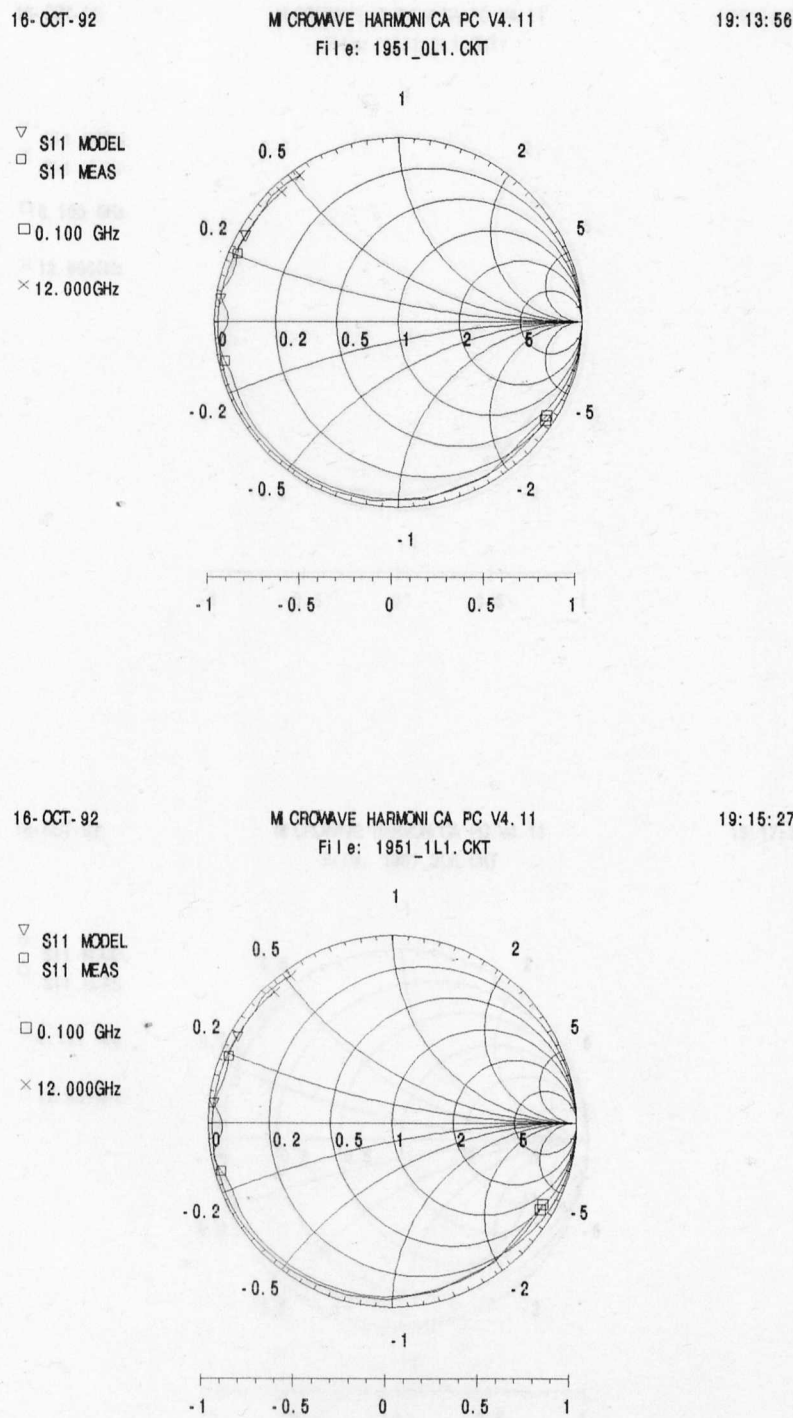 16-OCT-92 MICROWAVE HARMONICA PC V4.11 19:13:56
File: 1951_0L1.CKT
1
S11 MODEL 0.5 2
S11 MEAS
0.2 5
0.100 GHz
12.000GHz
0 0.2 0.5 1 2 5
-0.2 -5
-0.5 -2
-1
-1 -0.5 0 0.5 1
16-OCT-92 MICROWAVE HARMONICA PC V4.11 19:15:27
File: 1951_1L1.CKT
1
S11 MODEL 0.5 2
S11 MEAS
0.100 GHz 0.2 5
12.000GHz
0 0.2 0.5 1 2 5
-0.2 -5
-0.5 -2
-1
-1 -0.5 0 0.5 1